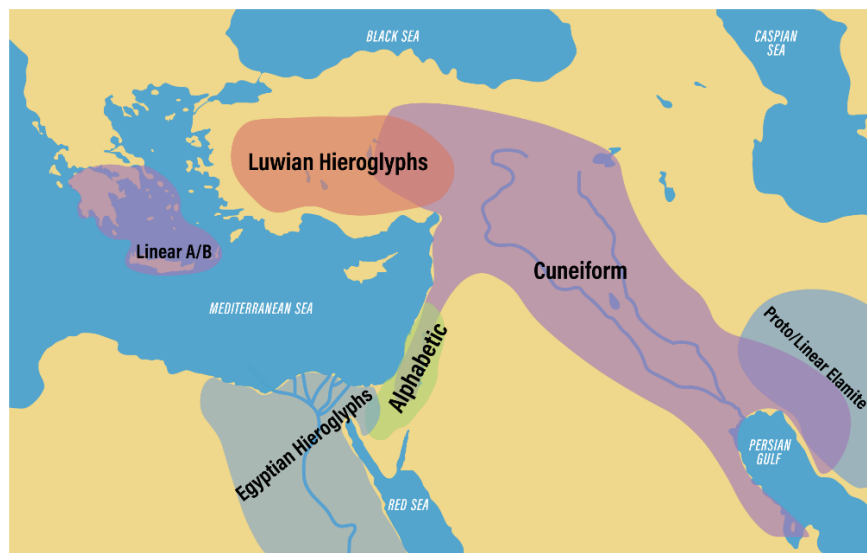 BLACK SEA
CASPIAN
SEA
Luwian Hieroglyphs
Linear A/B
Cuneiform
MEDITERRANEAN SEA
Proto/Linear Elamite
Alphabetic
Egyptian Hieroglyphs
PERSIAN
GULF
RED SEA